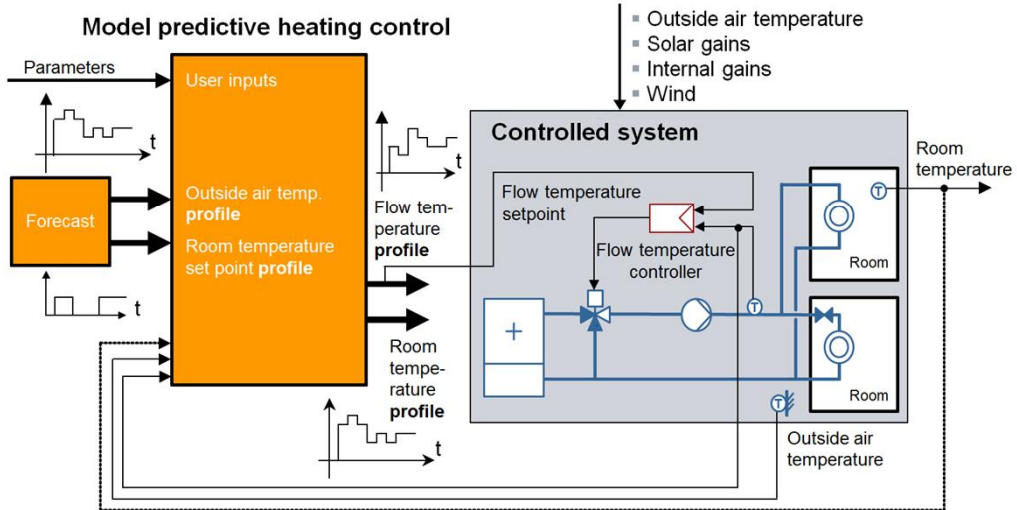 Model predictive heating control
Parameters
User inputs
t
Forecast
Outside air temp.
profile
Room temperature
set point profile
t
t
Flow tem-
perature
profile
Room
tempe-
rature
profile
t
Outside air temperature
Solar gains
Internal gains
Wind
Controlled system
Flow temperature
setpoint
Flow temperature
controller
T
T
Room
Room
T
Room
temperature
Outside air
temperature